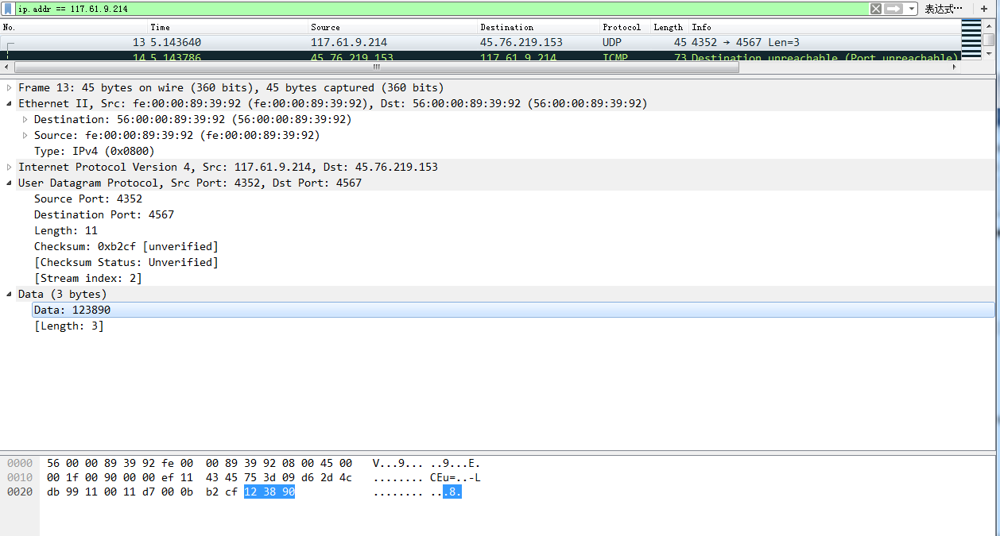 ip.addr == 117.61.9.214 表达式… +
No. Time Source Destination Protocol Length Info
13 5.143640 117.61.9.214 45.76.219.153 UDP 45 4352 → 4567 Len=3
14 5.143786 45.76.219.153 117.61.9.214 ICMP 73 Destination unreachable (Port unreachable)
Frame 13: 45 bytes on wire (360 bits), 45 bytes captured (360 bits)
Ethernet II, Src: fe:00:00:89:39:92 (fe:00:00:89:39:92), Dst: 56:00:00:89:39:92 (56:00:00:89:39:92)
Destination: 56:00:00:89:39:92 (56:00:00:89:39:92)
Source: fe:00:00:89:39:92 (fe:00:00:89:39:92)
Type: IPv4 (0x0800)
Internet Protocol Version 4, Src: 117.61.9.214, Dst: 45.76.219.153
User Datagram Protocol, Src Port: 4352, Dst Port: 4567
Source Port: 4352
Destination Port: 4567
Length: 11
Checksum: 0xb2cf [unverified]
[Checksum Status: Unverified]
[Stream index: 2]
Data (3 bytes)
Data: 123890
[Length: 3]
0000 56 00 00 89 39 92 fe 00 00 89 39 92 08 00 45 00 V...9... ..9...E.
0010 00 1f 00 90 00 00 ef 11 43 45 75 3d 09 d6 2d 4c ........ CEu=..-L
0020 db 99 11 00 11 d7 00 0b b2 cf 12 38 90 ........ ...8.